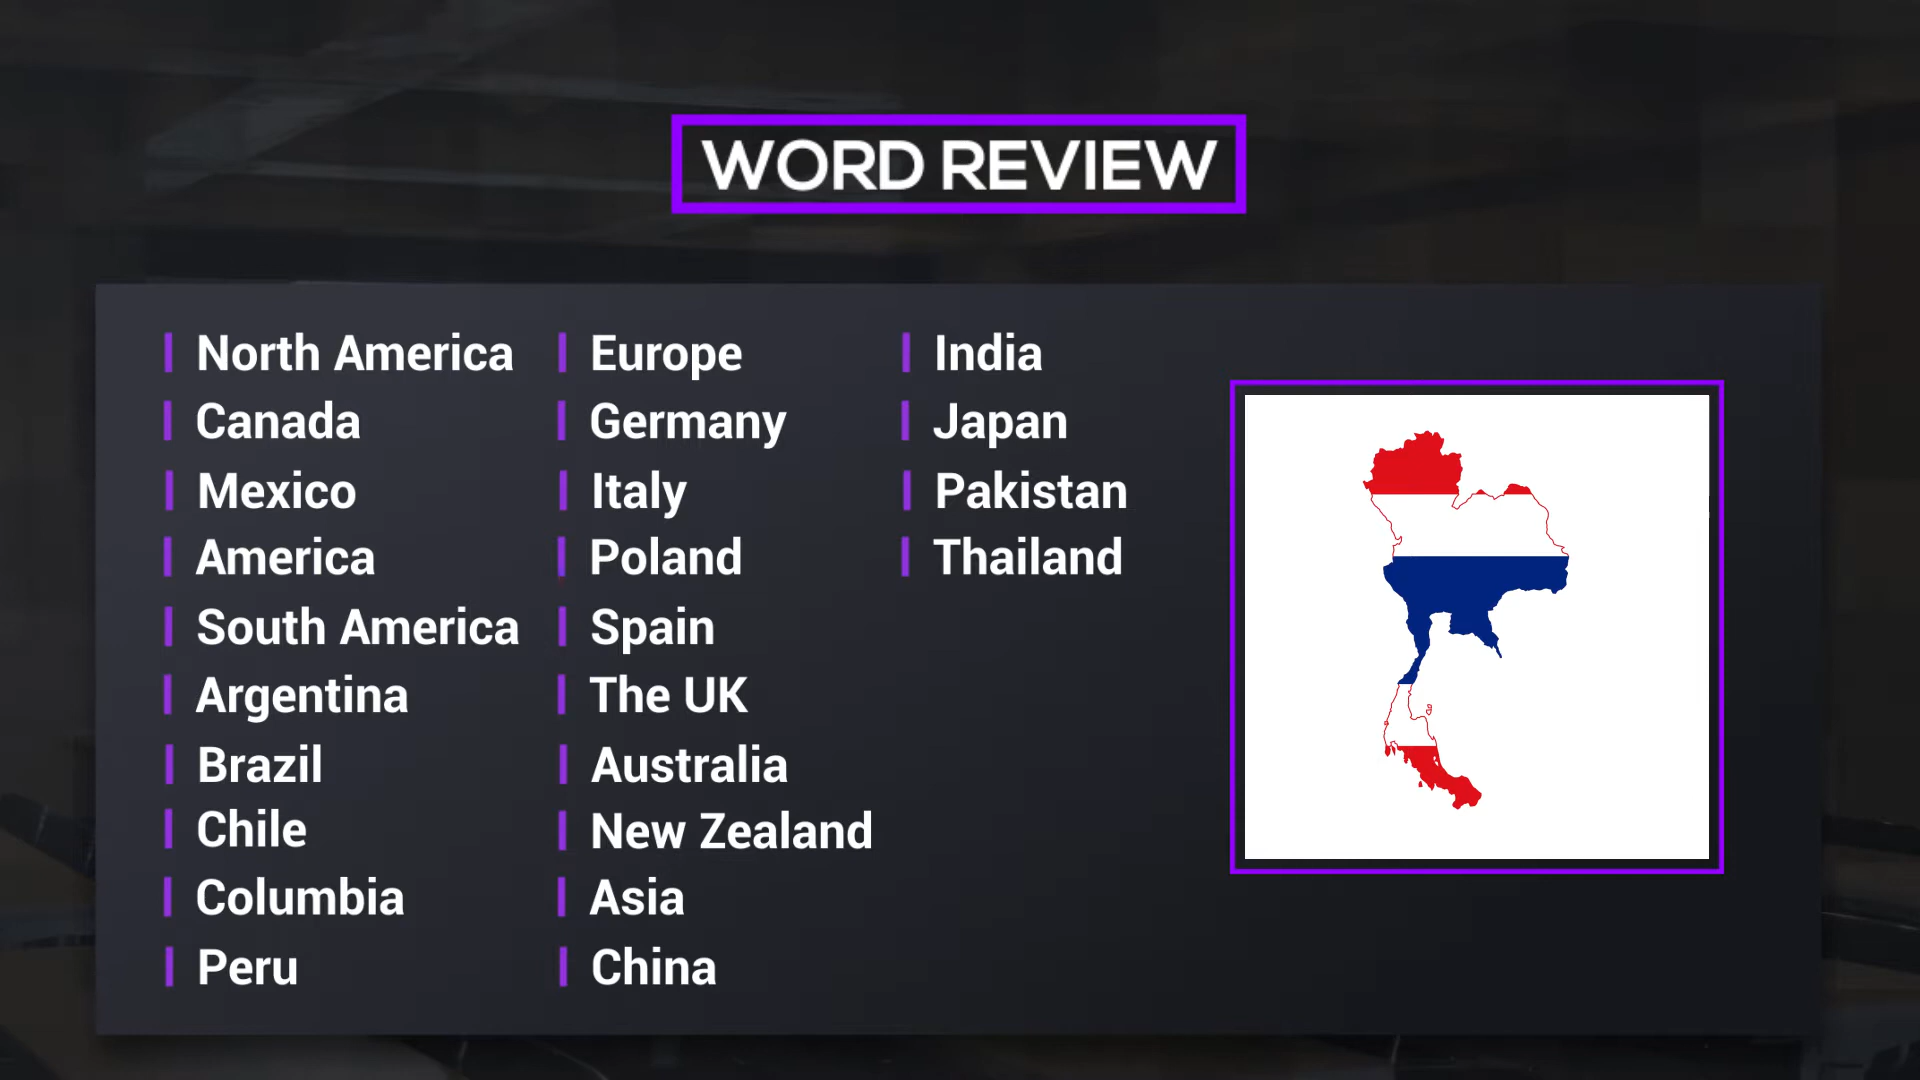 WORD REVIEW
North America
Canada
Mexico
America
South America
Argentina
Brazil
Chile
Columbia
Peru
Europe
Germany
Italy
Poland
Spain
The UK
Australia
New Zealand
Asia
China
India
Japan
Pakistan
Thailand